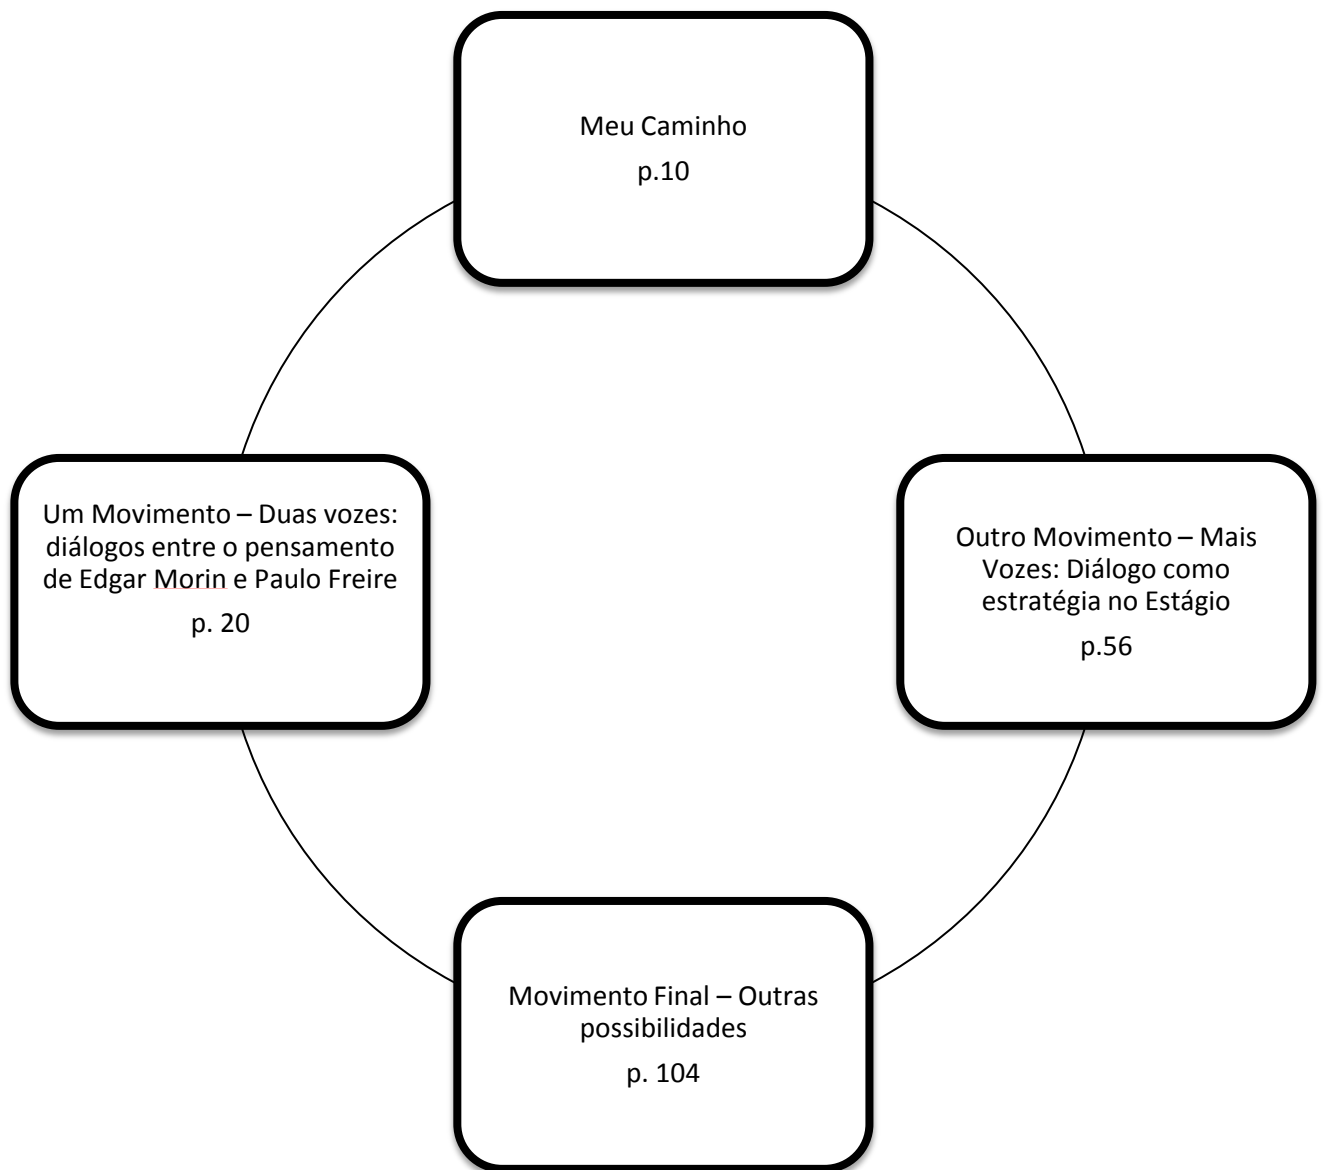 Meu Caminho
p.10
Um Movimento – Duas vozes:
diálogos entre o pensamento
de Edgar Morin e Paulo Freire
p. 20
Outro Movimento – Mais
Vozes: Diálogo como
estratégia no Estágio
p.56
Movimento Final – Outras
possibilidades
p. 104